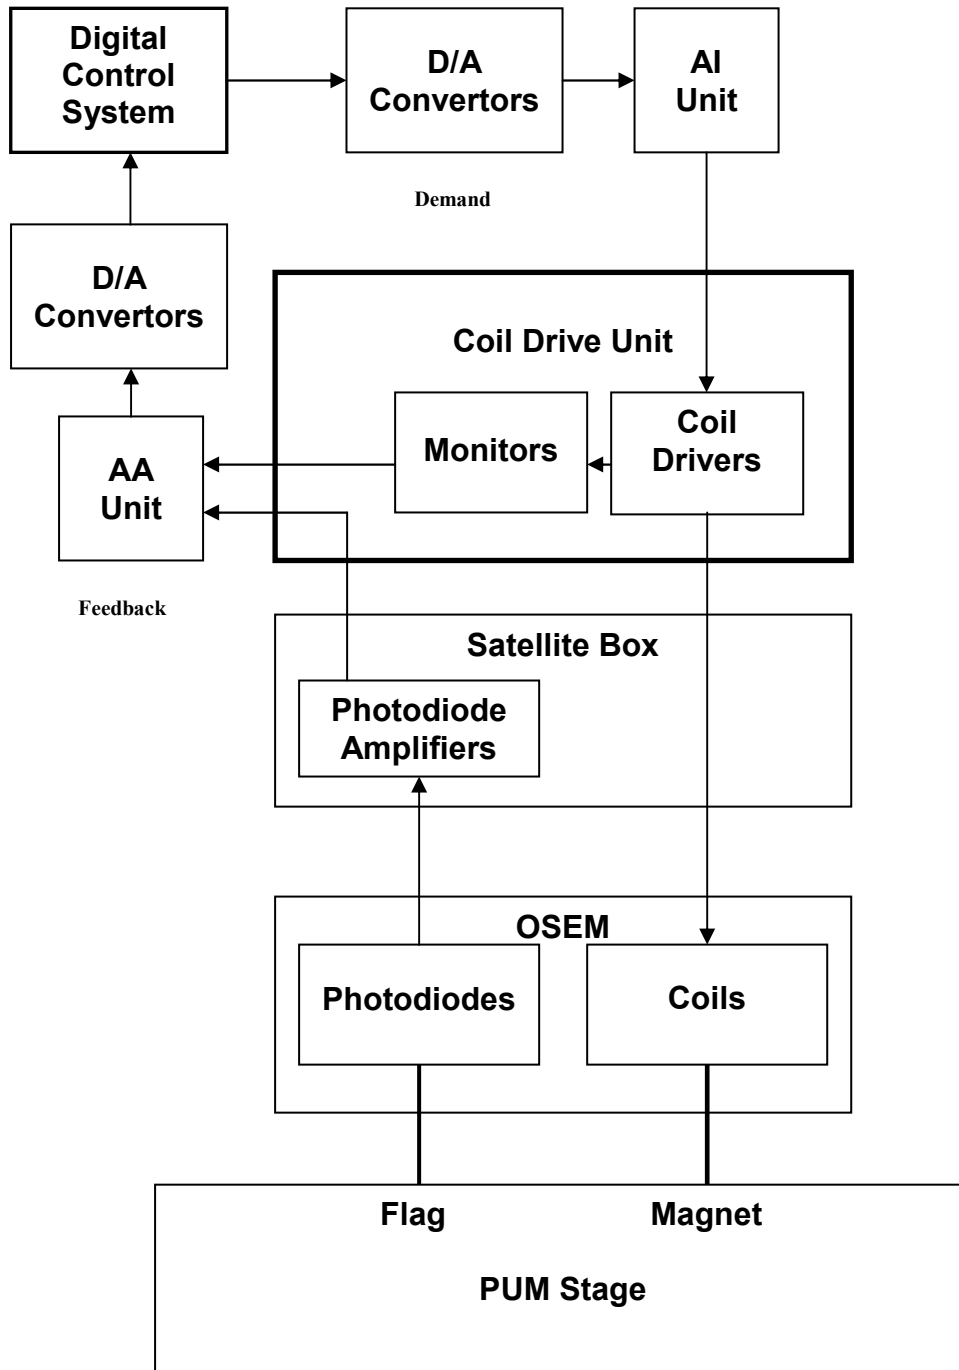 Digital
Control
System
D/A
Convertors
AI
Unit
Demand
D/A
Convertors
Coil Drive Unit
Monitors
Coil
Drivers
AA
Unit
Feedback
Satellite Box
Photodiode
Amplifiers
OSEM
Photodiodes
Coils
Flag
Magnet
PUM Stage